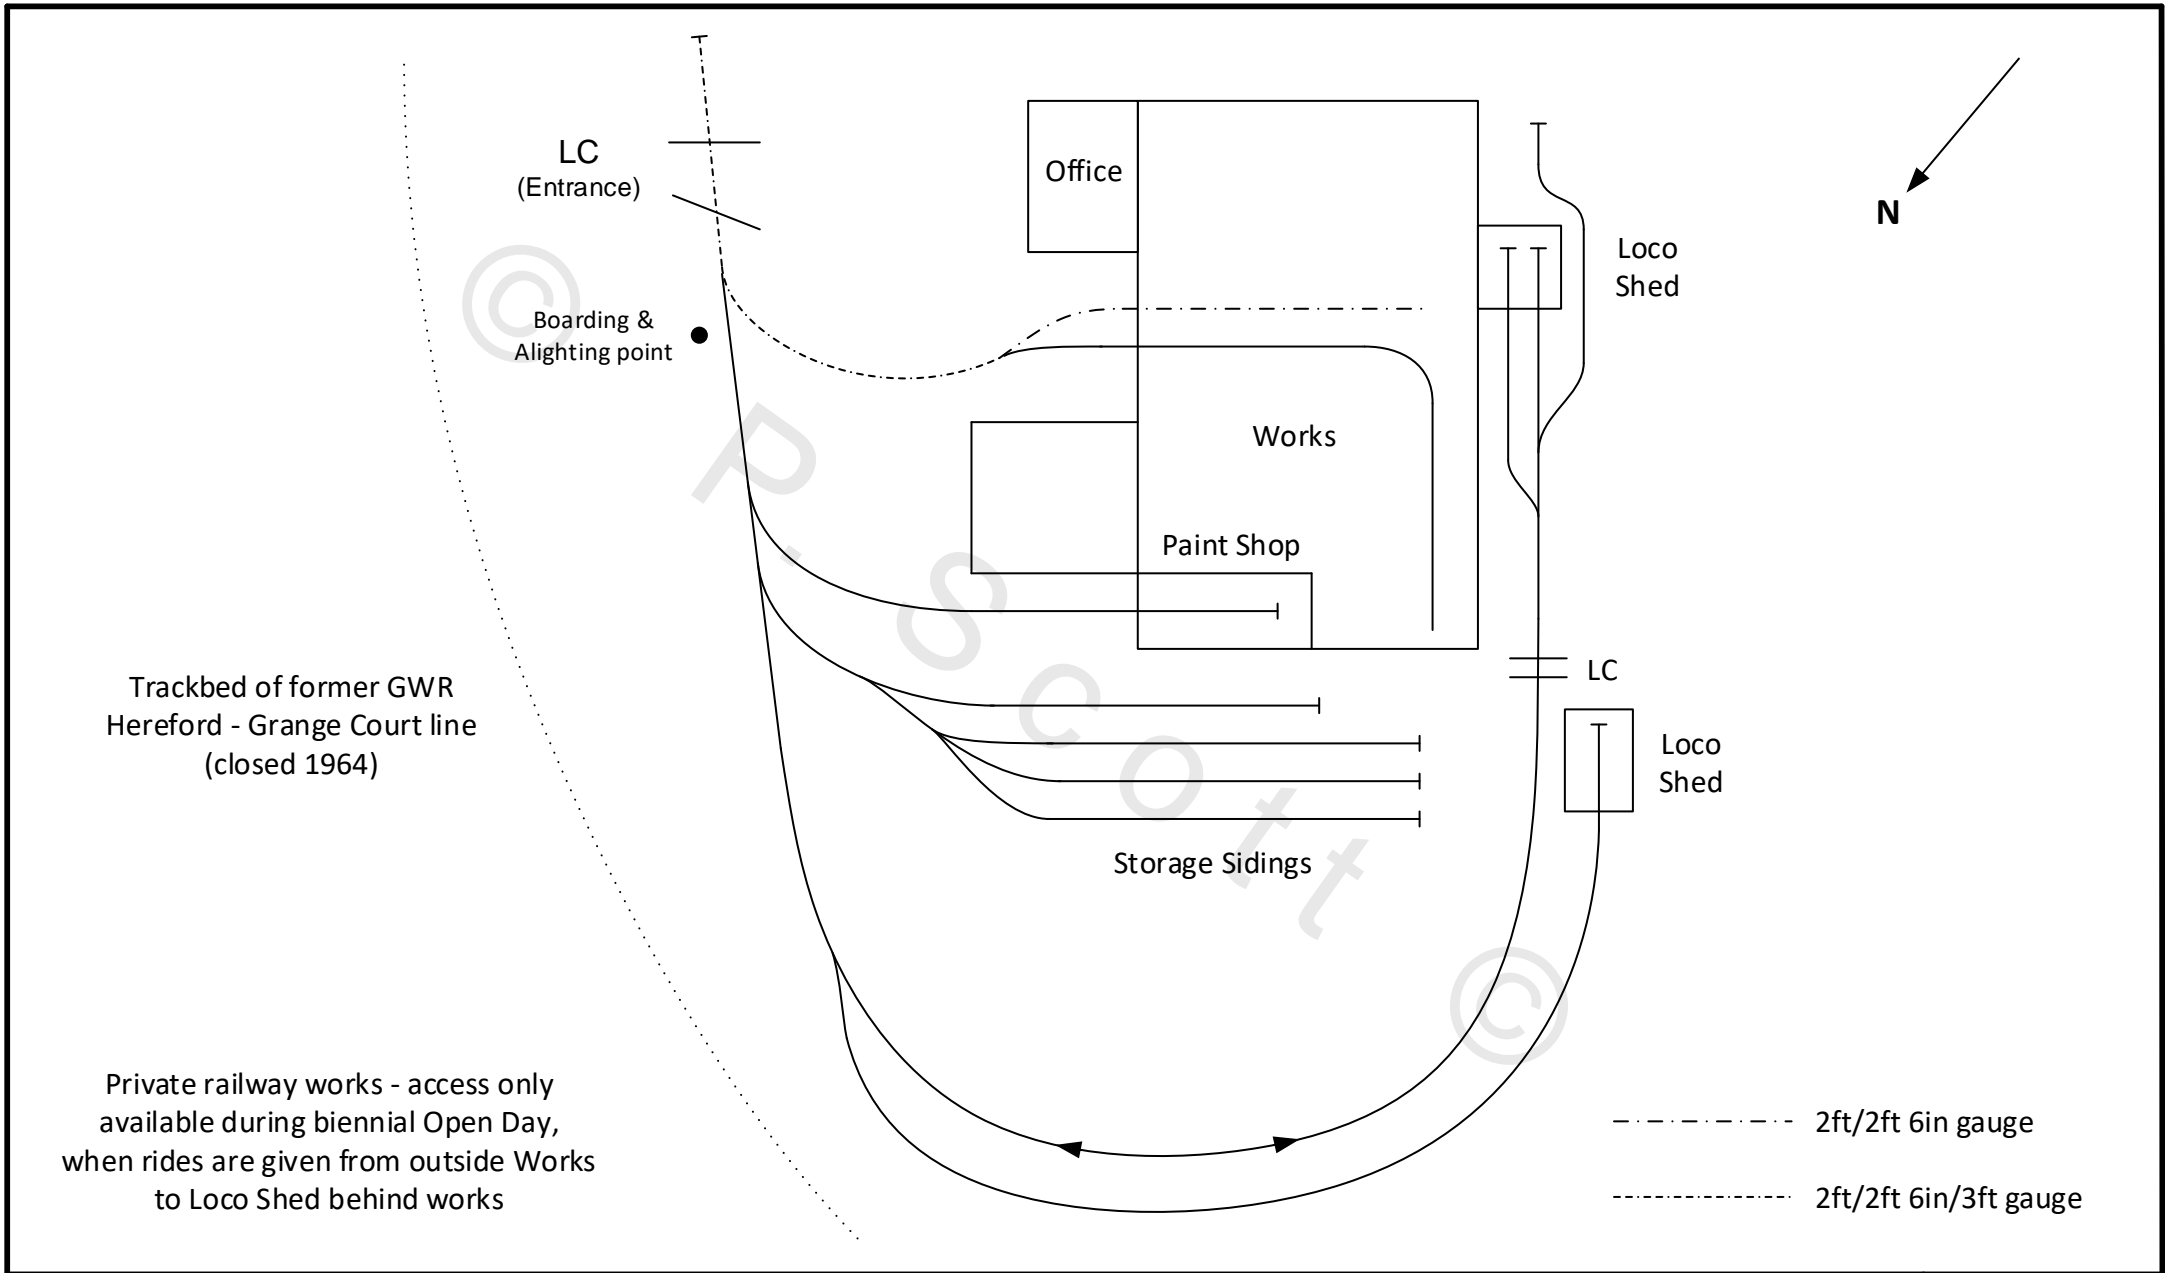 LC
(Entrance)
Office
N
Loco
Shed
Boarding &
Alighting point
Works
Paint Shop
LC
Trackbed of former GWR
Hereford - Grange Court line
(closed 1964)
Loco
Shed
Storage Sidings
Private railway works - access only
available during biennial Open Day,
when rides are given from outside Works
to Loco Shed behind works
2ft/2ft 6in gauge
2ft/2ft 6in/3ft gauge
© P. Scott ©